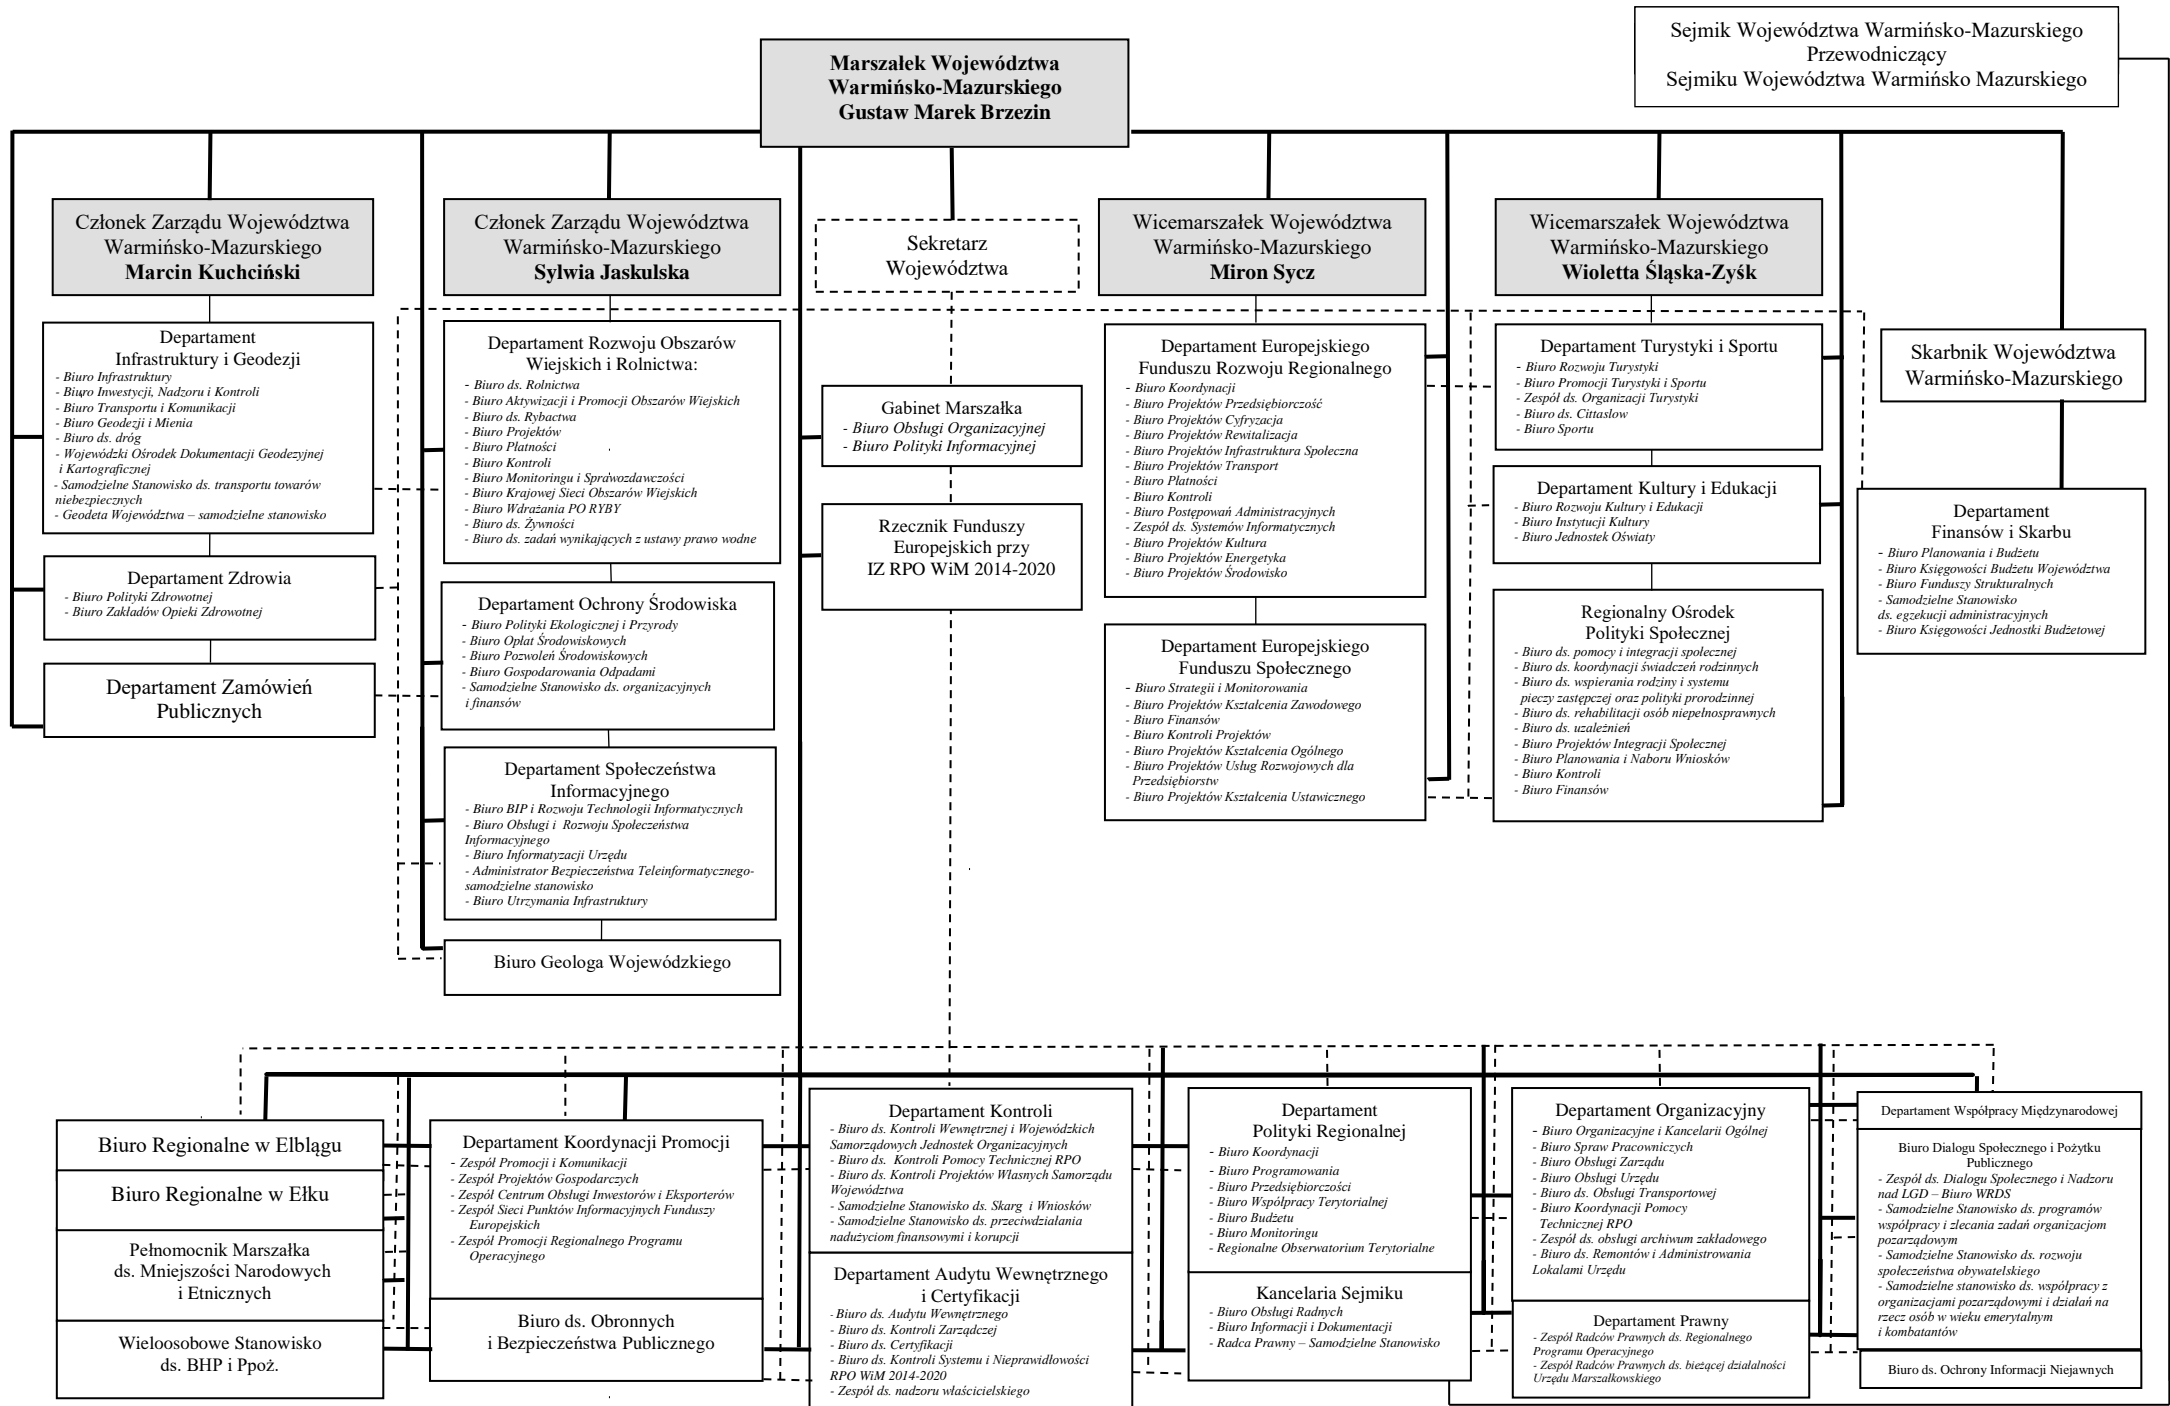 Sejmik Województwa Warmińsko-Mazurskiego
Przewodniczący
Sejmiku Województwa Warmińsko Mazurskiego
Marszałek Województwa
Warmińsko-Mazurskiego
Gustaw Marek Brzezin
Członek Zarządu Województwa
Warmińsko-Mazurskiego
Marcin Kuchciński
Członek Zarządu Województwa
Warmińsko-Mazurskiego
Sylwia Jaskulska
Sekretarz
Województwa
Wicemarszałek Województwa
Warmińsko-Mazurskiego
Miron Sycz
Wicemarszałek Województwa
Warmińsko-Mazurskiego
Wioletta Śląska-Zyśk
Departament
Infrastruktury i Geodezji
- Biuro Infrastruktury
- Biuro Inwestycji, Nadzoru i Kontroli
- Biuro Transportu i Komunikacji
- Biuro Geodezji i Mienia
- Biuro ds. dróg
- Wojewódzki Ośrodek Dokumentacji Geodezyjnej
i Kartograficznej
- Samodzielne Stanowisko ds. transportu towarów
niebezpiecznych
- Geodeta Województwa – samodzielne stanowisko
Departament Zdrowia
- Biuro Polityki Zdrowotnej
- Biuro Zakładów Opieki Zdrowotnej
Departament Zamówień
Publicznych
Departament Rozwoju Obszarów
Wiejskich i Rolnictwa:
- Biuro ds. Rolnictwa
- Biuro Aktywizacji i Promocji Obszarów Wiejskich
- Biuro ds. Rybactwa
- Biuro Projektów
- Biuro Płatności
- Biuro Kontroli
- Biuro Monitoringu i Sprawozdawczości
- Biuro Krajowej Sieci Obszarów Wiejskich
- Biuro Wdrażania PO RYBY
- Biuro ds. Żywności
- Biuro ds. zadań wynikających z ustawy prawo wodne
Departament Ochrony Środowiska
- Biuro Polityki Ekologicznej i Przyrody
- Biuro Opłat Środowiskowych
- Biuro Pozwoleń Środowiskowych
- Biuro Gospodarowania Odpadami
- Samodzielne Stanowisko ds. organizacyjnych
i finansów
Departament Społeczeństwa
Informacyjnego
- Biuro BIP i Rozwoju Technologii Informatycznych
- Biuro Obsługi i Rozwoju Społeczeństwa
Informacyjnego
- Biuro Informatyzacji Urzędu
- Administrator Bezpieczeństwa Teleinformatycznego-
samodzielne stanowisko
- Biuro Utrzymania Infrastruktury
Biuro Geologa Wojewódzkiego
Gabinet Marszałka
- Biuro Obsługi Organizacyjnej
- Biuro Polityki Informacyjnej
Rzecznik Funduszy
Europejskich przy
IZ RPO WiM 2014-2020
Departament Europejskiego
Funduszu Rozwoju Regionalnego
- Biuro Koordynacji
- Biuro Projektów Przedsiębiorczość
- Biuro Projektów Cyfryzacja
- Biuro Projektów Rewitalizacja
- Biuro Projektów Infrastruktura Społeczna
- Biuro Projektów Transport
- Biuro Płatności
- Biuro Kontroli
- Biuro Postępowań Administracyjnych
- Zespół ds. Systemów Informatycznych
- Biuro Projektów Kultura
- Biuro Projektów Energetyka
- Biuro Projektów Środowisko
Departament Europejskiego
Funduszu Społecznego
- Biuro Strategii i Monitorowania
- Biuro Projektów Kształcenia Zawodowego
- Biuro Finansów
- Biuro Kontroli Projektów
- Biuro Projektów Kształcenia Ogólnego
- Biuro Projektów Usług Rozwojowych dla
Przedsiębiorstw
- Biuro Projektów Kształcenia Ustawicznego
Departament Turystyki i Sportu
- Biuro Rozwoju Turystyki
- Biuro Promocji Turystyki i Sportu
- Zespół ds. Organizacji Turystyki
- Biuro ds. Cittaslow
- Biuro Sportu
Departament Kultury i Edukacji
- Biuro Rozwoju Kultury i Edukacji
- Biuro Instytucji Kultury
- Biuro Jednostek Oświaty
Regionalny Ośrodek
Polityki Społecznej
- Biuro ds. pomocy i integracji społecznej
- Biuro ds. koordynacji świadczeń rodzinnych
- Biuro ds. wspierania rodziny i systemu
pieczy zastępczej oraz polityki prorodzinnej
- Biuro ds. rehabilitacji osób niepełnosprawnych
- Biuro ds. uzależnień
- Biuro Projektów Integracji Społecznej
- Biuro Planowania i Naboru Wniosków
- Biuro Kontroli
- Biuro Finansów
Skarbnik Województwa
Warmińsko-Mazurskiego
Departament
Finansów i Skarbu
- Biuro Planowania i Budżetu
- Biuro Księgowości Budżetu Województwa
- Biuro Funduszy Strukturalnych
- Samodzielne Stanowisko
ds. egzekucji administracyjnych
- Biuro Księgowości Jednostki Budżetowej
Biuro Regionalne w Elblągu
Biuro Regionalne w Ełku
Pełnomocnik Marszałka
ds. Mniejszości Narodowych
i Etnicznych
Wieloosobowe Stanowisko
ds. BHP i Ppoż.
Departament Koordynacji Promocji
- Zespół Promocji i Komunikacji
- Zespół Projektów Gospodarczych
- Zespół Centrum Obsługi Inwestorów i Eksporterów
- Zespół Sieci Punktów Informacyjnych Funduszy
Europejskich
- Zespół Promocji Regionalnego Programu
Operacyjnego
Biuro ds. Obronnych
i Bezpieczeństwa Publicznego
Departament Kontroli
- Biuro ds. Kontroli Wewnętrznej i Wojewódzkich
Samorządowych Jednostek Organizacyjnych
- Biuro ds. Kontroli Pomocy Technicznej RPO
- Biuro ds. Kontroli Projektów Własnych Samorządu
Województwa
- Samodzielne Stanowisko ds. Skarg i Wniosków
- Samodzielne Stanowisko ds. przeciwdziałania
nadużyciom finansowymi i korupcji
Departament Audytu Wewnętrznego
i Certyfikacji
- Biuro ds. Audytu Wewnętrznego
- Biuro ds. Kontroli Zarządczej
- Biuro ds. Certyfikacji
- Biuro ds. Kontroli Systemu i Nieprawidłowości
RPO WiM 2014-2020
- Zespół ds. nadzoru właścicielskiego
Departament
Polityki Regionalnej
- Biuro Koordynacji
- Biuro Programowania
- Biuro Przedsiębiorczości
- Biuro Współpracy Terytorialnej
- Biuro Budżetu
- Biuro Monitoringu
- Regionalne Obserwatorium Terytorialne
Kancelaria Sejmiku
- Biuro Obsługi Radnych
- Biuro Informacji i Dokumentacji
- Radca Prawny – Samodzielne Stanowisko
Departament Organizacyjny
- Biuro Organizacyjne i Kancelarii Ogólnej
- Biuro Spraw Pracowniczych
- Biuro Obsługi Zarządu
- Biuro Obsługi Urzędu
- Biuro ds. Obsługi Transportowej
- Biuro Koordynacji Pomocy
Technicznej RPO
- Zespół ds. obsługi archiwum zakładowego
- Biuro ds. Remontów i Administrowania
Lokalami Urzędu
Departament Prawny
- Zespół Radców Prawnych ds. Regionalnego
Programu Operacyjnego
- Zespół Radców Prawnych ds. bieżącej działalności
Urzędu Marszałkowskiego
Departament Współpracy Międzynarodowej
Biuro Dialogu Społecznego i Pożytku
Publicznego
- Zespół ds. Dialogu Społecznego i Nadzoru
nad LGD – Biuro WRDS
- Samodzielne Stanowisko ds. programów
współpracy i zlecania zadań organizacjom
pozarządowym
- Samodzielne Stanowisko ds. rozwoju
społeczeństwa obywatelskiego
- Samodzielne stanowisko ds. współpracy z
organizacjami pozarządowymi i działań na
rzecz osób w wieku emerytalnym
i kombatantów
Biuro ds. Ochrony Informacji Niejawnych